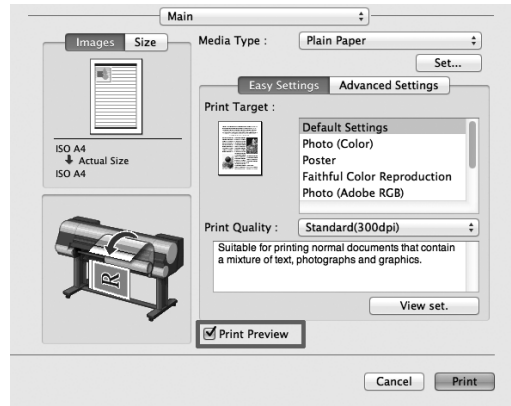 Main
Images Size
Media Type : Plain Paper
Set...
Easy Settings Advanced Settings
Print Target :
Default Settings
Photo (Color)
Poster
Faithful Color Reproduction
Photo (Adobe RGB)
ISO A4
Actual Size
ISO A4
Print Quality : Standard(300dpi)
Suitable for printing normal documents that contain
a mixture of text, photographs and graphics.
R
View set.
Print Preview
Cancel Print